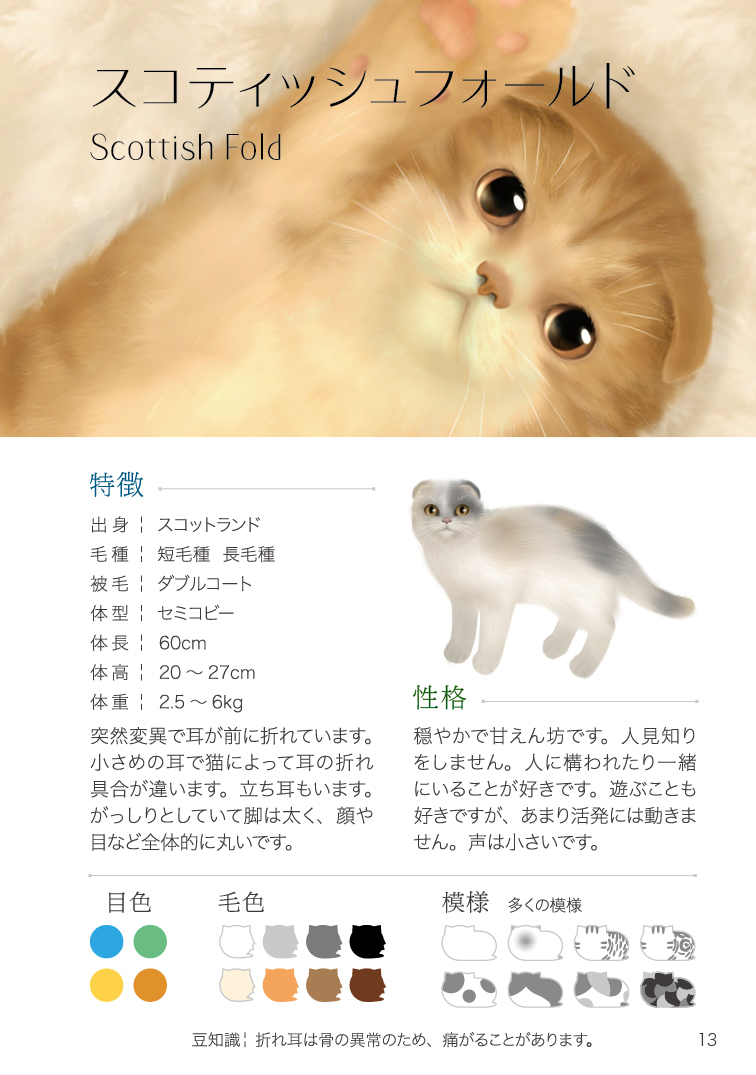 スコティッシュフォールド
Scottish Fold
特徴
出身¦ スコットランド
毛種¦ 短毛種 長毛種
被毛¦ ダブルコート
体型¦ セミコビー
体長¦ 60cm
体高¦ 20～27cm
体重¦ 2.5～6kg
突然変異で耳が前に折れています。
小さめの耳で猫によって耳の折れ
具合が違います。立ち耳もいます。
がっしりとしていて脚は太く、顔や
目など全体的に丸いです。
性格
穏やかで甘えん坊です。人見知り
をしません。人に構われたり一緒
にいることが好きです。遊ぶことも
好きですが、あまり活発には動きま
せん。声は小さいです。
目色
毛色
模様 多くの模様
豆知識¦ 折れ耳は骨の異常のため、痛がることがあります。
13